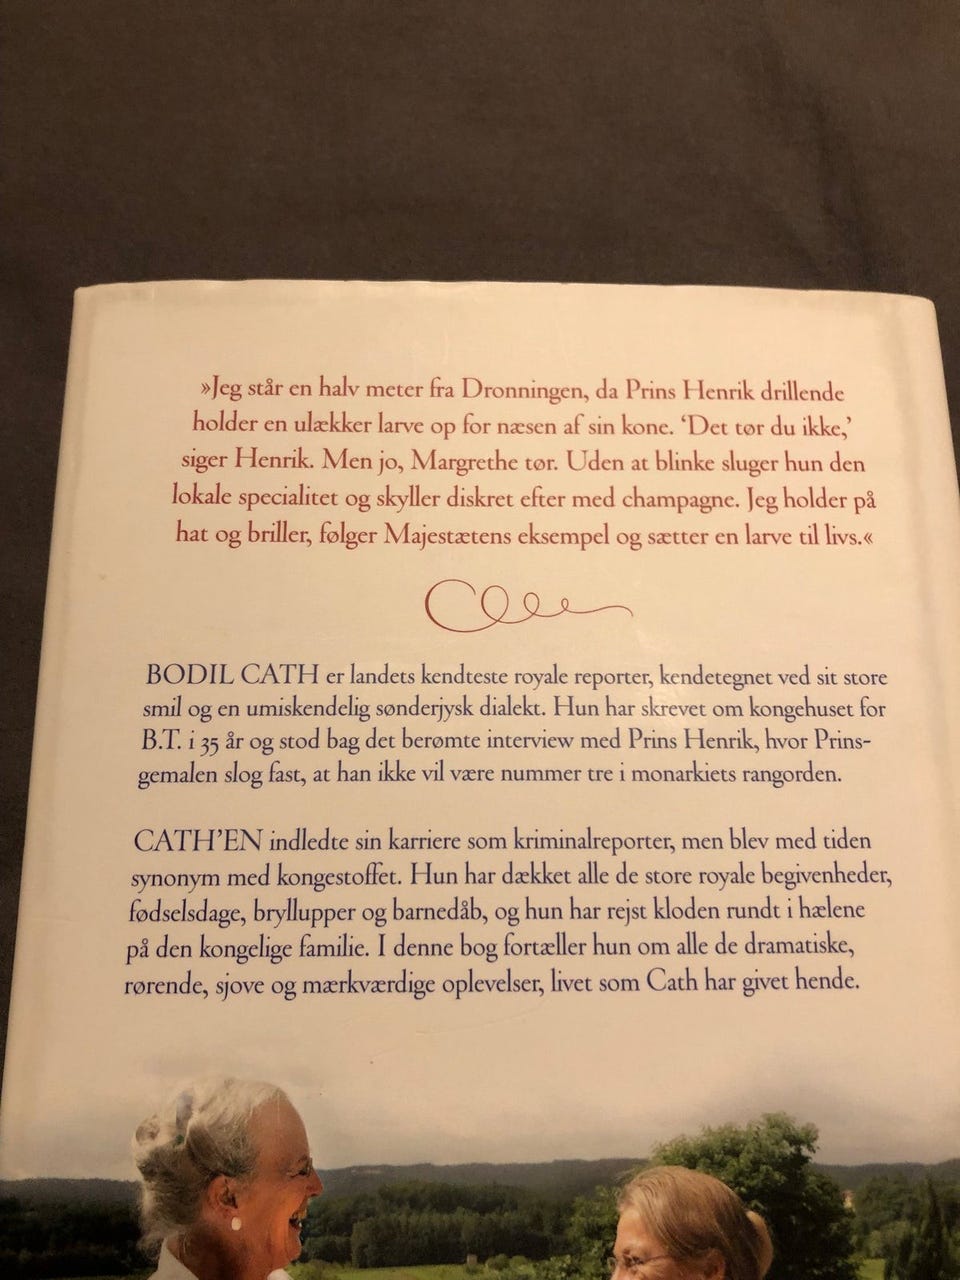 »Jeg står en halv meter fra Dronningen, da Prins Henrik drillende
holder en ulækker larve op for næsen af sin kone. ‘Det tør du ikke,’
siger Henrik. Men jo, Margrethe tør. Uden at blinke sluger hun den
lokale specialitet og skyller diskret efter med champagne. Jeg holder på
hat og briller, følger Majestætens eksempel og sætter en larve til livs.«
BODIL CATH er landets kendteste royale reporter, kendetegnet ved sit store
smil og en umiskendelig sønderjysk dialekt. Hun har skrevet om kongehuset for
B.T. i 35 år og stod bag det berømte interview med Prins Henrik, hvor Prins-
gemalen slog fast, at han ikke vil være nummer tre i monarkiets rangorden.
CATH’EN indledte sin karriere som kriminalreporter, men blev med tiden
synonym med kongestoffet. Hun har dækket alle de store royale begivenheder,
fødselsdage, bryllupper og barnedåb, og hun har rejst kloden rundt i hælene
på den kongelige familie. I denne bog fortæller hun om alle de dramatiske,
rørende, sjove og mærkværdige oplevelser, livet som Cath har givet hende.